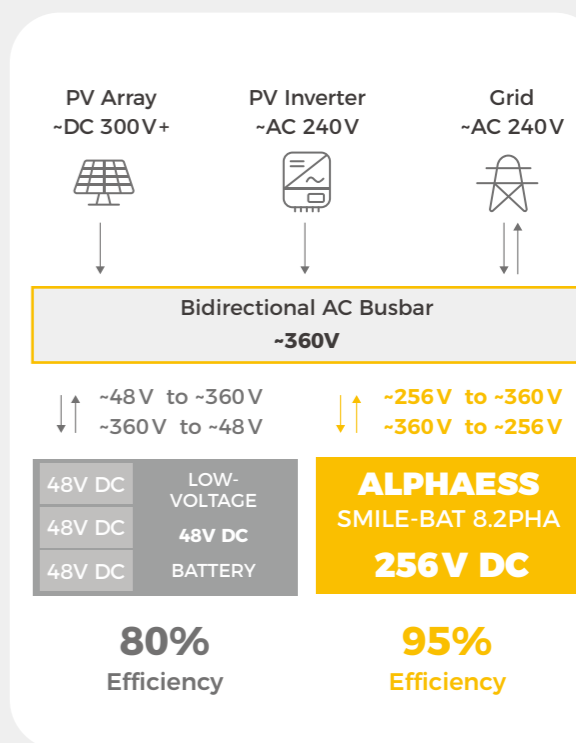 PV Array
~DC 300V+
PV Inverter
~AC 240V
Grid
~AC 240V
Bidirectional AC Busbar
~360V
~48V to ~360V
~360V to ~48V
~256V to ~360V
~360V to ~256V
48V DC
48V DC
48V DC
LOW-
VOLTAGE
48V DC
BATTERY
ALPHAESS
SMILE-BAT 8.2PHA
256V DC
80%
Efficiency
95%
Efficiency